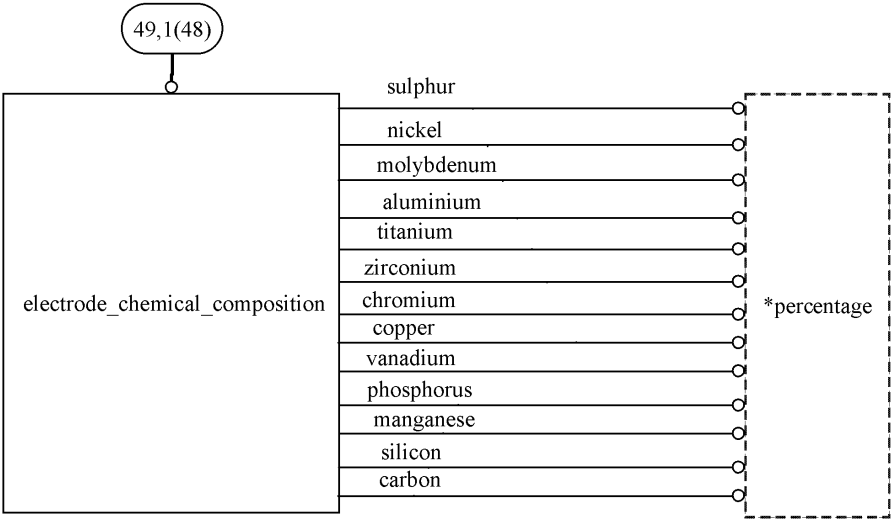 49,1(48)
sulphur
nickel
molybdenum
aluminium
titanium
zirconium
electrode_chemical_composition
chromium
*percentage
copper
vanadium
phosphorus
manganese
silicon
carbon